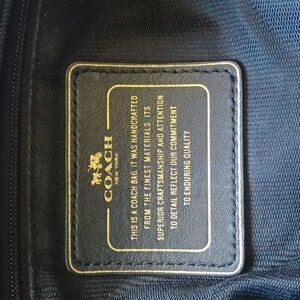 COACH
NEW YORK
THIS IS A COACH BAG. IT WAS HANDCRAFTED
FROM THE FINEST MATERIALS. ITS
SUPERIOR CRAFTSMANSHIP AND ATTENTION
TO DETAIL REFLECT OUR COMMITMENT
TO ENDURING QUALITY.